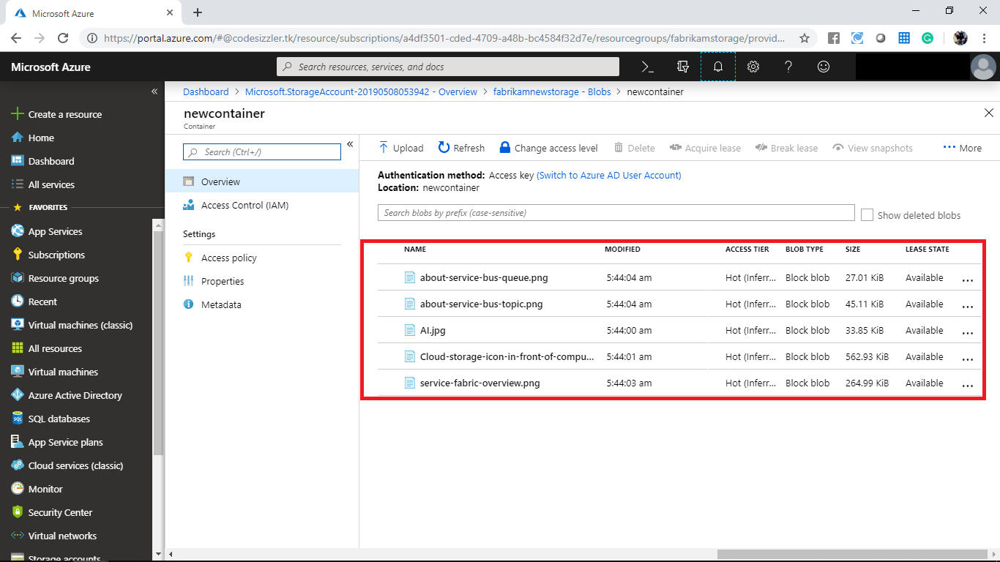 Microsoft Azure
https://portal.azure.com/#@codesizzler.tk/resource/subscriptions/a4df3501-cded-4709-a48b-bc4584f32d7e/resourcegroups/fabrikamstorage/provid...
Microsoft Azure
Search resources, services, and docs
Dashboard > Microsoft.StorageAccount-20190508053942 - Overview > fabrikamnewstorage - Blobs > newcontainer
Create a resource
Home
Dashboard
All services
FAVORITES
App Services
Subscriptions
Resource groups
Recent
Virtual machines (classic)
All resources
Virtual machines
Azure Active Directory
SQL databases
App Service plans
Cloud services (classic)
Monitor
Security Center
Virtual networks
Storage accounts
newcontainer
Container
Search (Ctrl+/)
Overview
Access Control (IAM)
Settings
Access policy
Properties
Metadata
Upload Refresh Change access level Delete Acquire lease Break lease View snapshots ... More
Authentication method: Access key (Switch to Azure AD User Account)
Location: newcontainer
Search blobs by prefix (case-sensitive) Show deleted blobs
NAME MODIFIED ACCESS TIER BLOB TYPE SIZE LEASE STATE
about-service-bus-queue.png 5:44:04 am Hot (Inferr... Block blob 27.01 KiB Available ...
about-service-bus-topic.png 5:44:04 am Hot (Inferr... Block blob 45.11 KiB Available ...
AI.jpg 5:44:00 am Hot (Inferr... Block blob 33.85 KiB Available ...
Cloud-storage-icon-in-front-of-compu... 5:44:01 am Hot (Inferr... Block blob 562.93 KiB Available ...
service-fabric-overview.png 5:44:03 am Hot (Inferr... Block blob 264.99 KiB Available ...